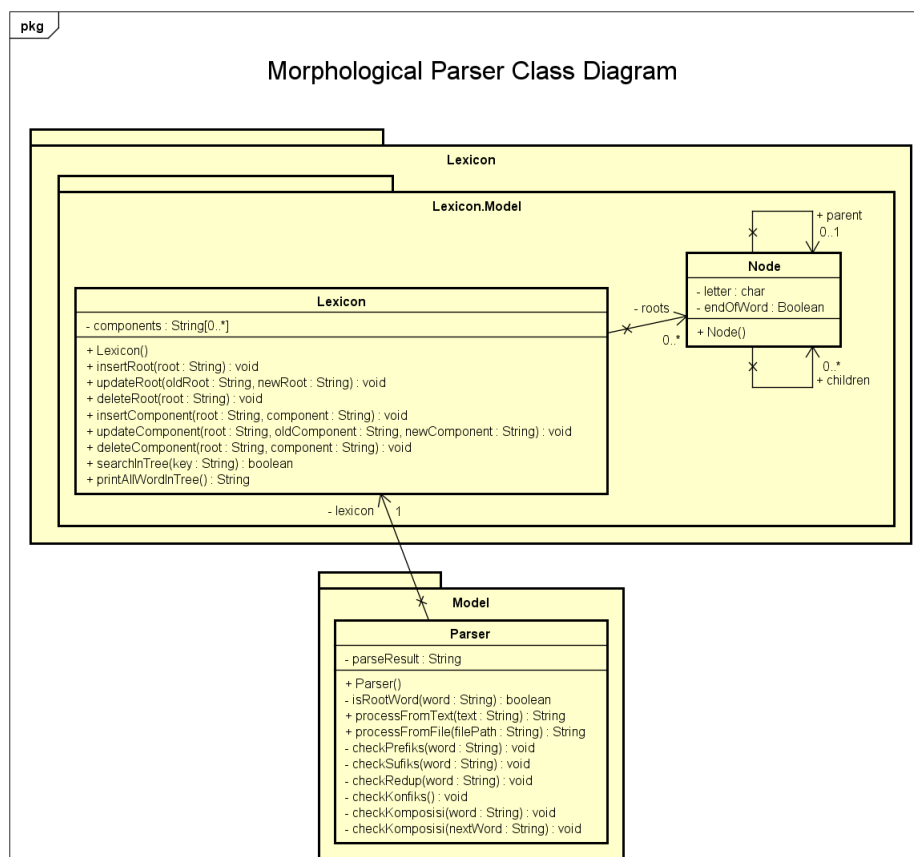 pkg
Morphological Parser Class Diagram
Lexicon
Lexicon.Model
+ parent
0..1
Node
- letter : char
- endOfWord : Boolean
+ Node()
0..*
+ children
- roots
0..*
Lexicon
- components : String[0..*]
+ Lexicon()
+ insertRoot(root : String) : void
+ updateRoot(oldRoot : String, newRoot : String) : void
+ deleteRoot(root : String) : void
+ insertComponent(root : String, component : String) : void
+ updateComponent(root : String, oldComponent : String, newComponent : String) : void
+ deleteComponent(root : String, component : String) : void
+ searchInTree(key : String) : boolean
+ printAllWordInTree() : String
- lexicon 1
Model
Parser
- parseResult : String
+ Parser()
- isRootWord(word : String) : boolean
+ processFromText(text : String) : String
+ processFromFile(filePath : String) : String
- checkPrefiks(word : String) : void
- checkSufiks(word : String) : void
- checkRedup(word : String) : void
- checkKonfiks() : void
- checkKomposisi(word : String) : void
- checkKomposisi(nextWord : String) : void